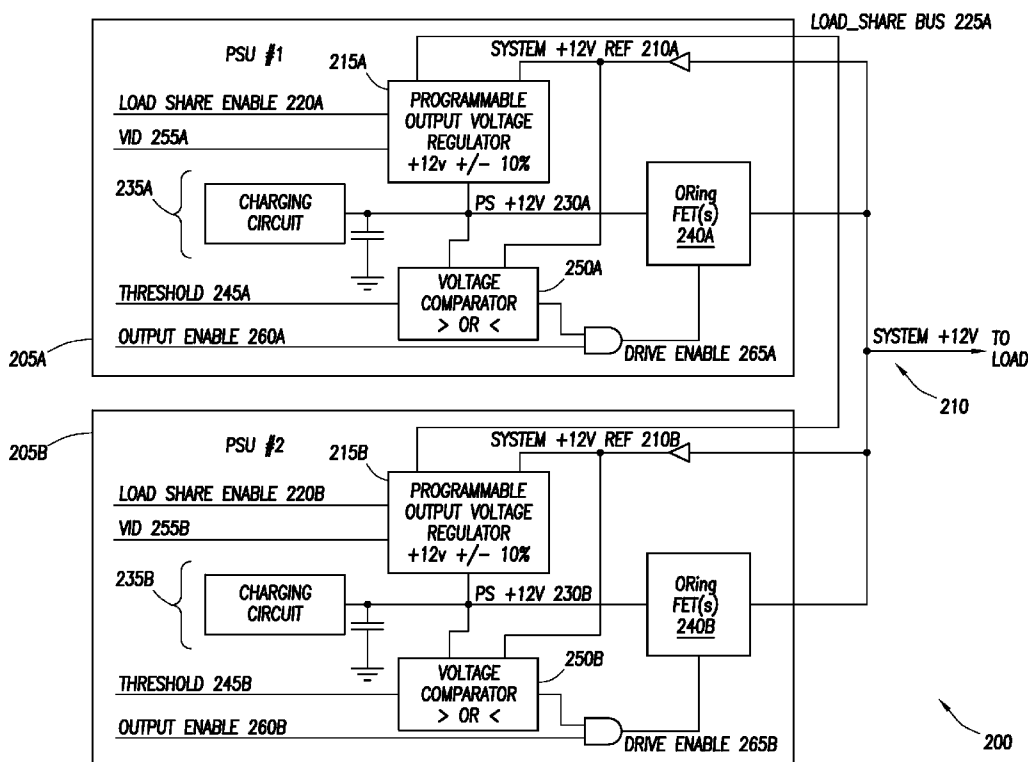 LOAD_SHARE BUS 225A
PSU #1
215A
SYSTEM +12V REF 210A
LOAD SHARE ENABLE 220A
VID 255A
PROGRAMMABLE
OUTPUT VOLTAGE
REGULATOR
+12v +/- 10%
235A
CHARGING
CIRCUIT
PS +12V 230A
ORing
FET(s)
240A
THRESHOLD 245A
VOLTAGE
COMPARATOR
> OR <
250A
OUTPUT ENABLE 260A
DRIVE ENABLE 265A
205A
SYSTEM +12V
TO
LOAD
210
205B
PSU #2
215B
SYSTEM +12V REF 210B
LOAD SHARE ENABLE 220B
VID 255B
PROGRAMMABLE
OUTPUT VOLTAGE
REGULATOR
+12v +/- 10%
235B
CHARGING
CIRCUIT
PS +12V 230B
ORing
FET(s)
240B
THRESHOLD 245B
VOLTAGE
COMPARATOR
> OR <
250B
OUTPUT ENABLE 260B
DRIVE ENABLE 265B
200